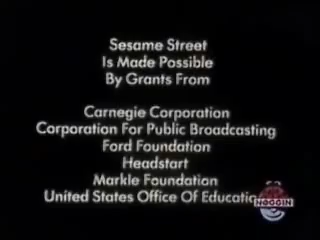 Sesame Street
Is Made Possible
By Grants From
Carnegie Corporation
Corporation For Public Broadcasting
Ford Foundation
Headstart
Markle Foundation
United States Office Of Education
NOGGIN